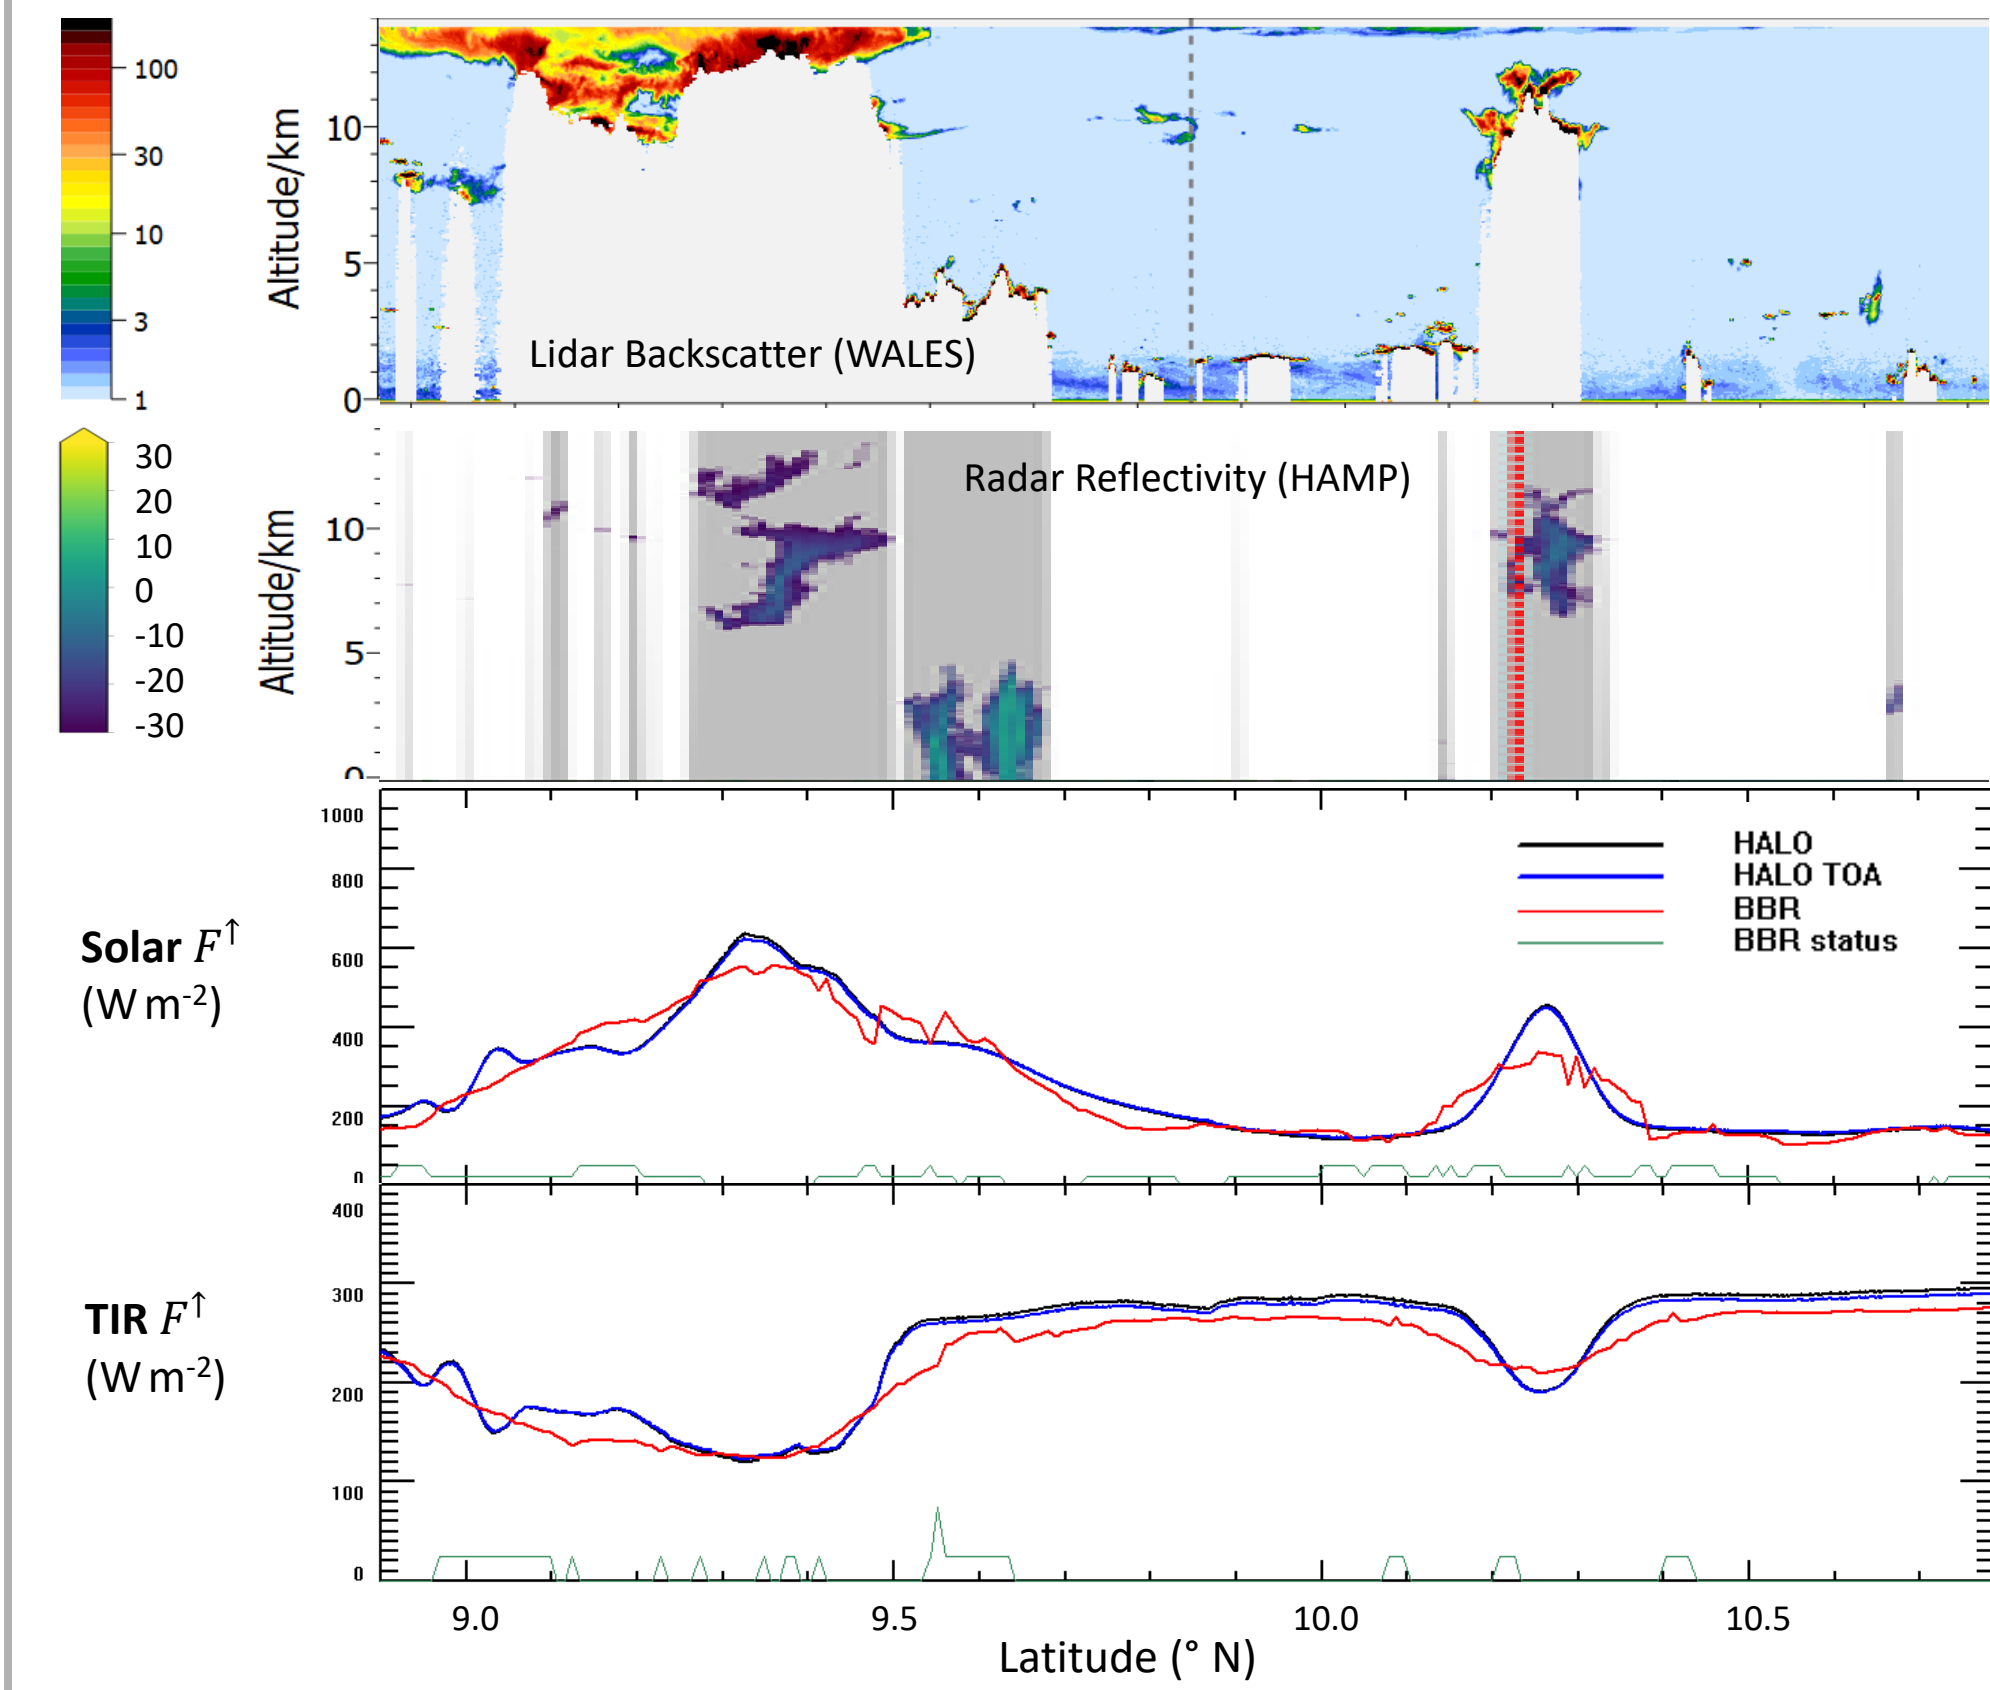 100
30
10
3
1
Altitude/km
10
5
0
Lidar Backscatter (WALES)
30
20
10
0
-10
-20
-30
Altitude/km
10
5
0
Radar Reflectivity (HAMP)
Solar F↑
(W m-2)
1000
800
600
400
200
0
HALO
HALO TOA
BBR
BBR status
TIR F↑
(W m-2)
400
300
200
100
0
9.0 9.5 10.0 10.5
Latitude (° N)